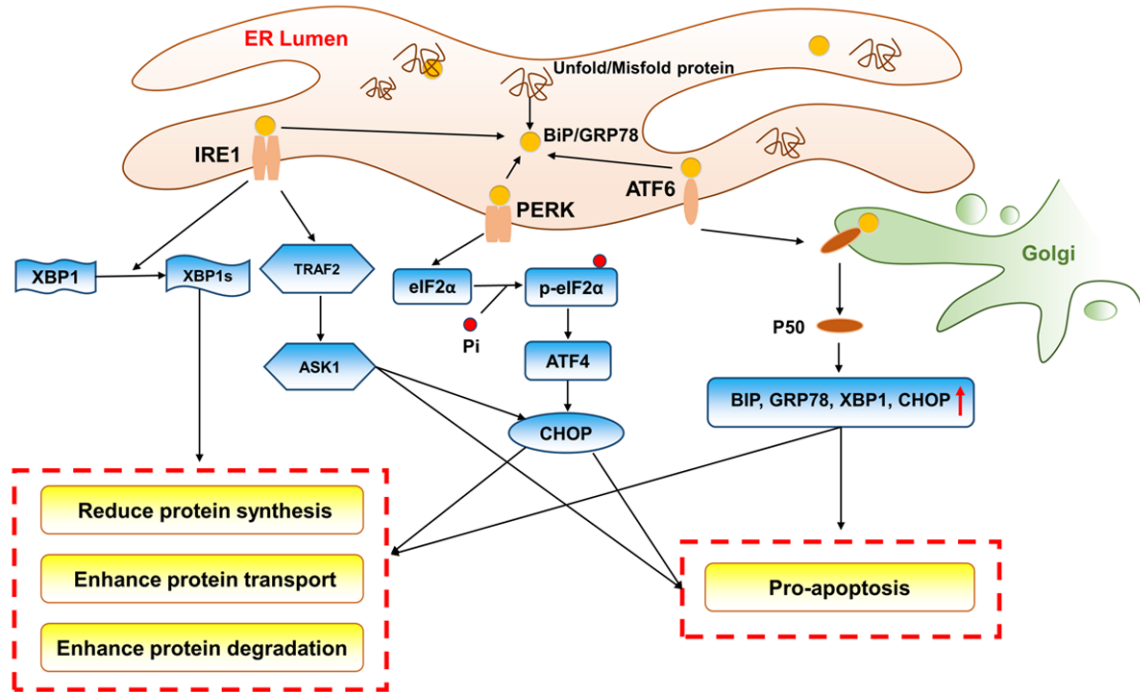 ER Lumen
Unfold/Misfold protein
BiP/GRP78
IRE1
ATF6
PERK
Golgi
XBP1
XBP1s
TRAF2
eIF2α
p-eIF2α
Pi
P50
ASK1
ATF4
BIP, GRP78, XBP1, CHOP
CHOP
Reduce protein synthesis
Enhance protein transport
Enhance protein degradation
Pro-apoptosis